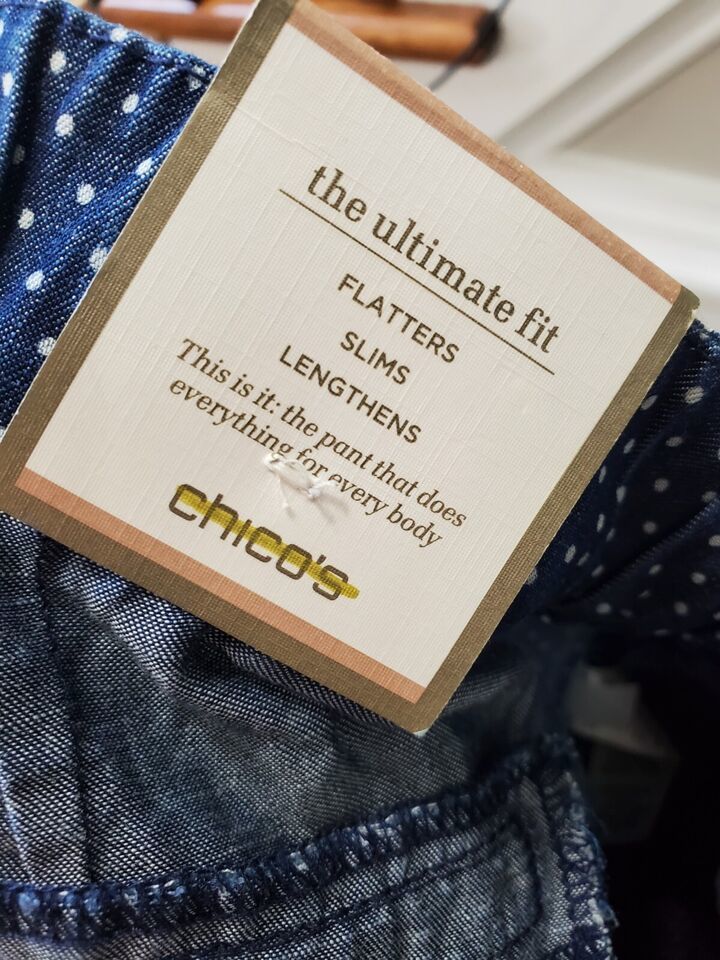 the ultimate fit
FLATTERS
SLIMS
LENGTHENS
This is it: the pant that does
everything for every body
chico's